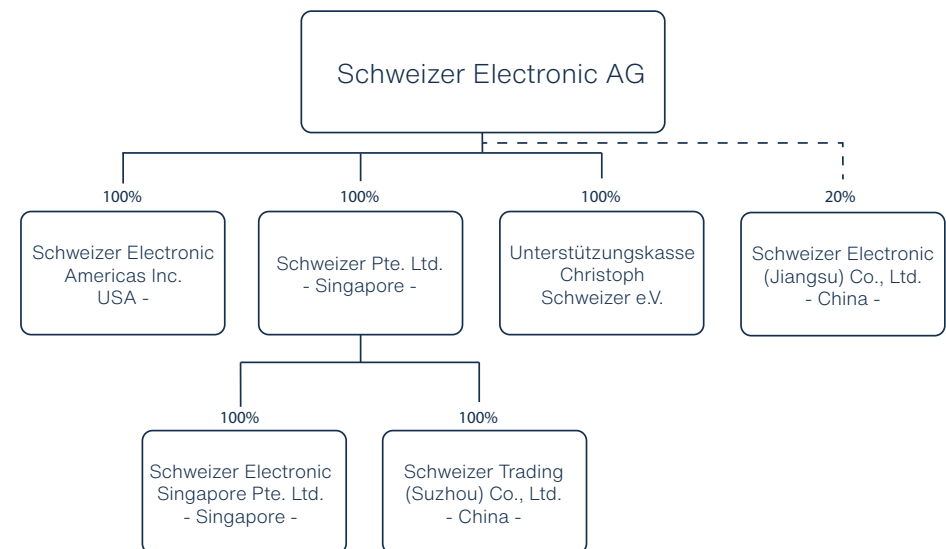 Schweizer Electronic AG
100%
100%
100%
20%
Schweizer Electronic
Americas Inc.
USA -
Schweizer Pte. Ltd.
- Singapore -
Unterstützungskasse
Christoph
Schweizer e.V.
Schweizer Electronic
(Jiangsu) Co., Ltd.
- China -
100%
100%
Schweizer Electronic
Singapore Pte. Ltd.
- Singapore -
Schweizer Trading
(Suzhou) Co., Ltd.
- China -